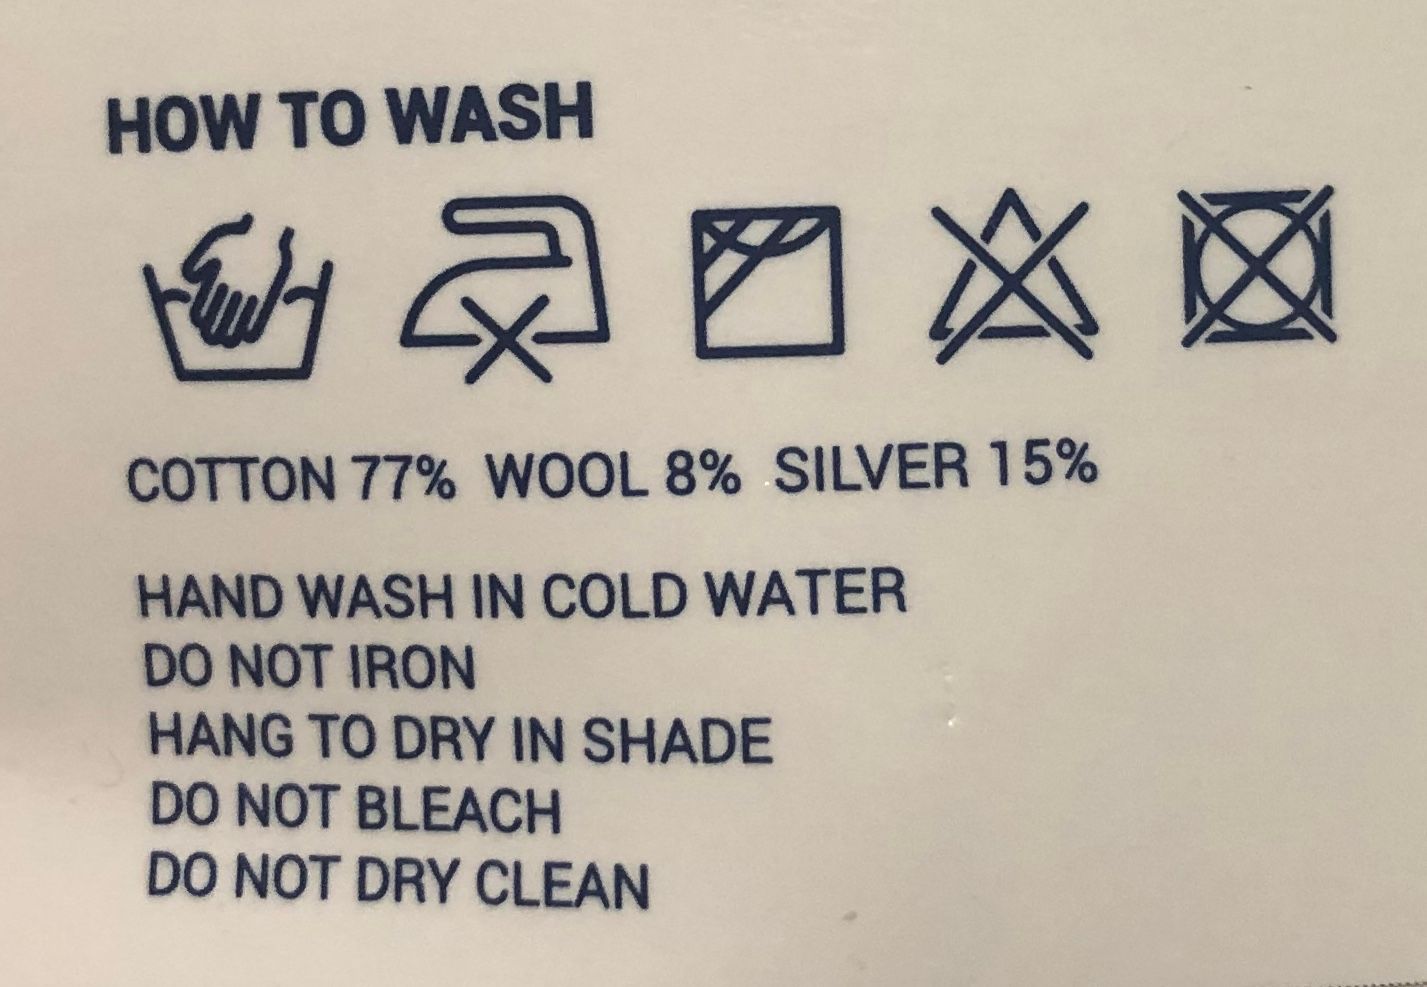 HOW TO WASH
COTTON 77% WOOL 8% SILVER 15%
HAND WASH IN COLD WATER
DO NOT IRON
HANG TO DRY IN SHADE
DO NOT BLEACH
DO NOT DRY CLEAN